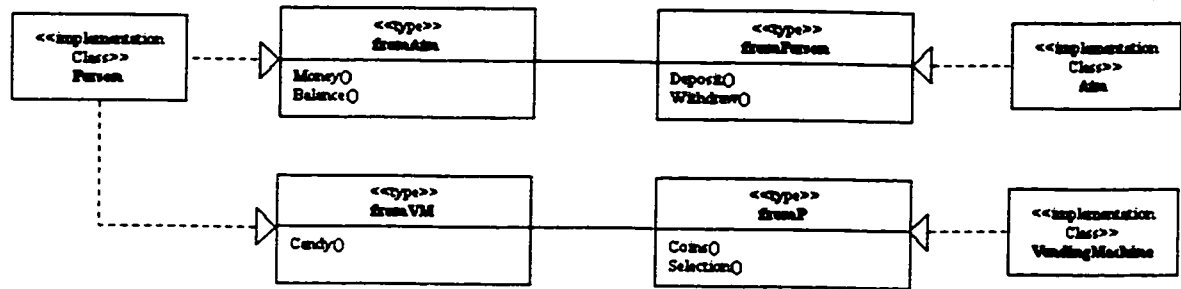 <<implementation
Class>>
Person
<<type>>
fromAtm
Money()
Balance()
<<type>>
fromPerson
Deposit()
Withdraw()
<<implementation
Class>>
Atm
<<type>>
fromVM
Candy()
<<type>>
fromP
Coins()
Selection()
<<implementation
Class>>
VendingMachine